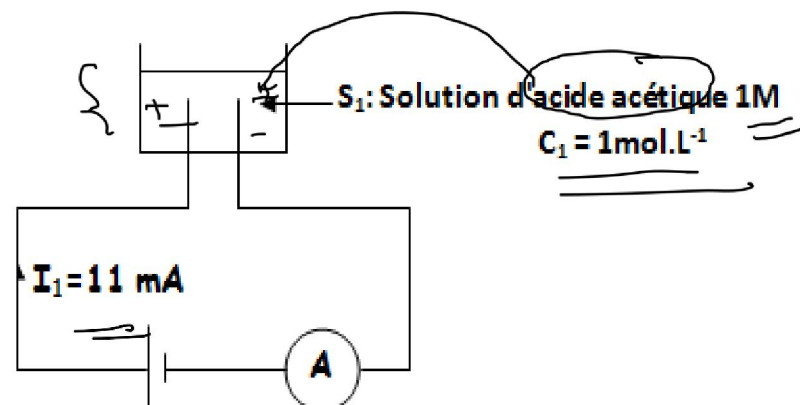 S₁: Solution d'acide acétique 1M
C₁ = 1mol.L⁻¹
+
-
I₁=11 mA
A